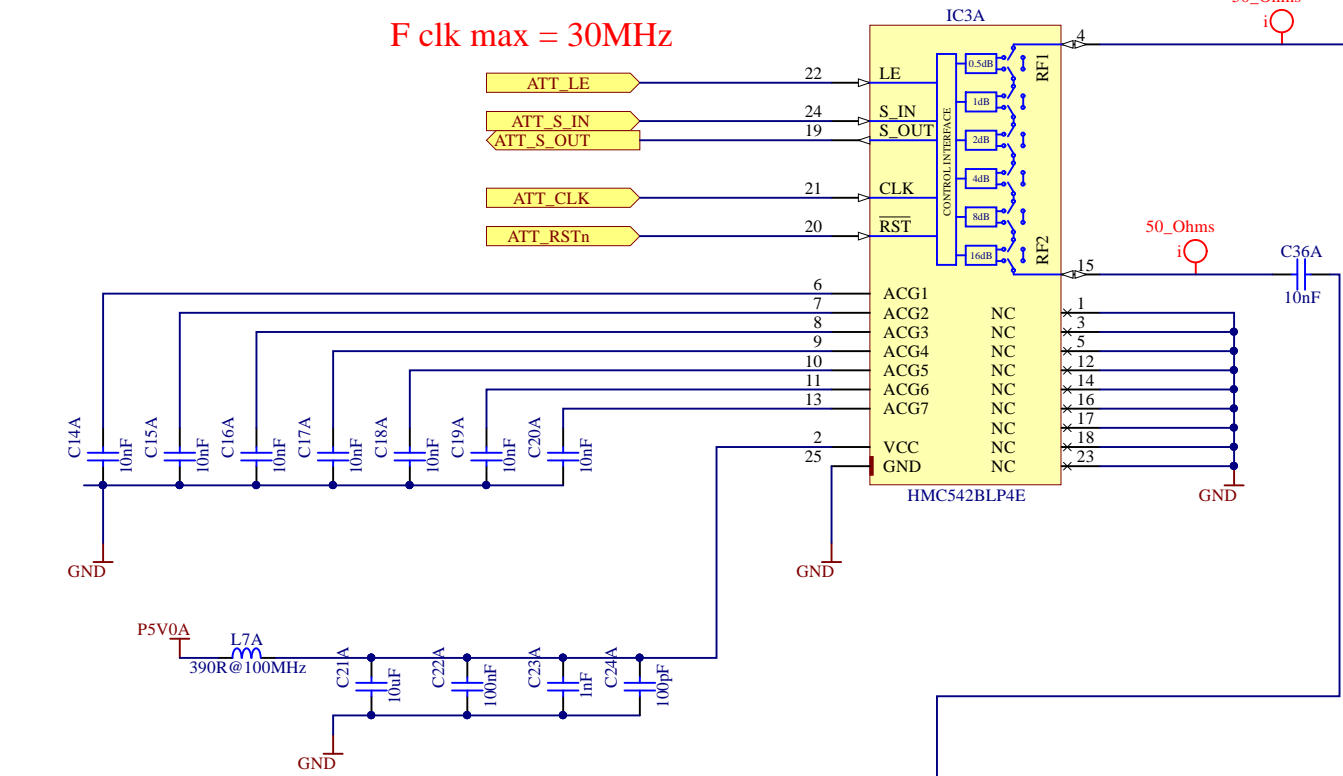 50_Ohms
i
IC3A
F clk max = 30MHz
4
ATT_LE
22
LE
0.5dB
RF1
ATT_S_IN
24
S_IN
1dB
ATT_S_OUT
19
S_OUT
2dB
CONTROL INTERFACE
4dB
ATT_CLK
21
CLK
8dB
ATT_RSTn
20
RST
16dB
RF2
50_Ohms
i
15
C36A
10nF
6
ACG1
7
ACG2
NC
1
8
ACG3
NC
3
9
ACG4
NC
5
10
ACG5
NC
12
11
ACG6
NC
14
13
ACG7
NC
16
NC
17
2
VCC
NC
18
25
GND
NC
23
HMC542BLP4E
GND
C14A
10nF
C15A
10nF
C16A
10nF
C17A
10nF
C18A
10nF
C19A
10nF
C20A
10nF
GND
GND
P5V0A
L7A
390R@100MHz
C21A
10uF
C22A
100nF
C23A
1nF
C24A
100pF
GND